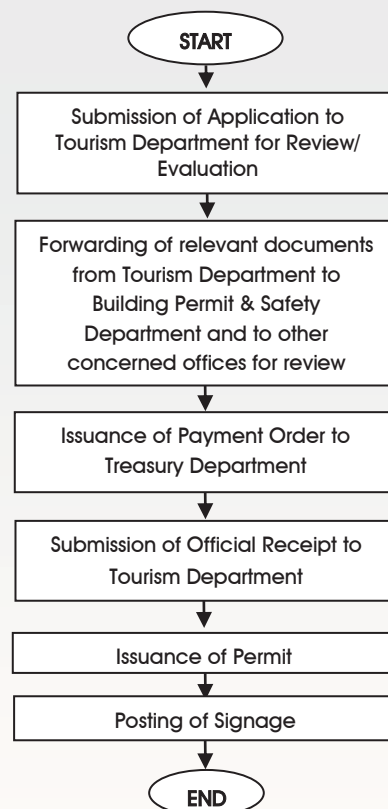 START
Submission of Application to
Tourism Department for Review/
Evaluation
Forwarding of relevant documents
from Tourism Department to
Building Permit & Safety
Department and to other
concerned offices for review
Issuance of Payment Order to
Treasury Department
Submission of Official Receipt to
Tourism Department
Issuance of Permit
Posting of Signage
END